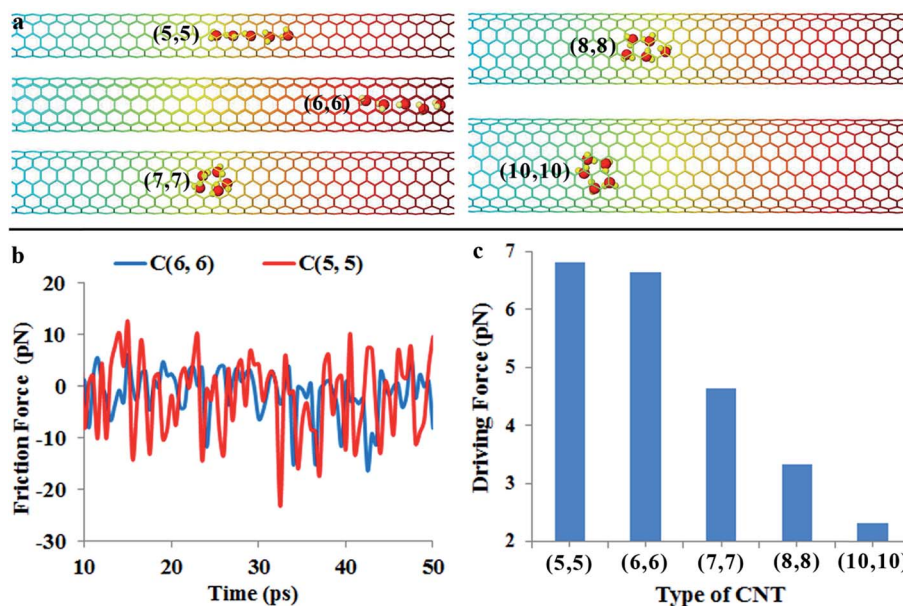 a
(5,5)
(6,6)
(7,7)
(8,8)
(10,10)
b
C(6, 6) C(5, 5)
20
10
0
-10
-20
-30
Friction Force (pN)
10 20 30 40 50
Time (ps)
c
7
6
5
4
3
2
Driving Force (pN)
(5,5) (6,6) (7,7) (8,8) (10,10)
Type of CNT